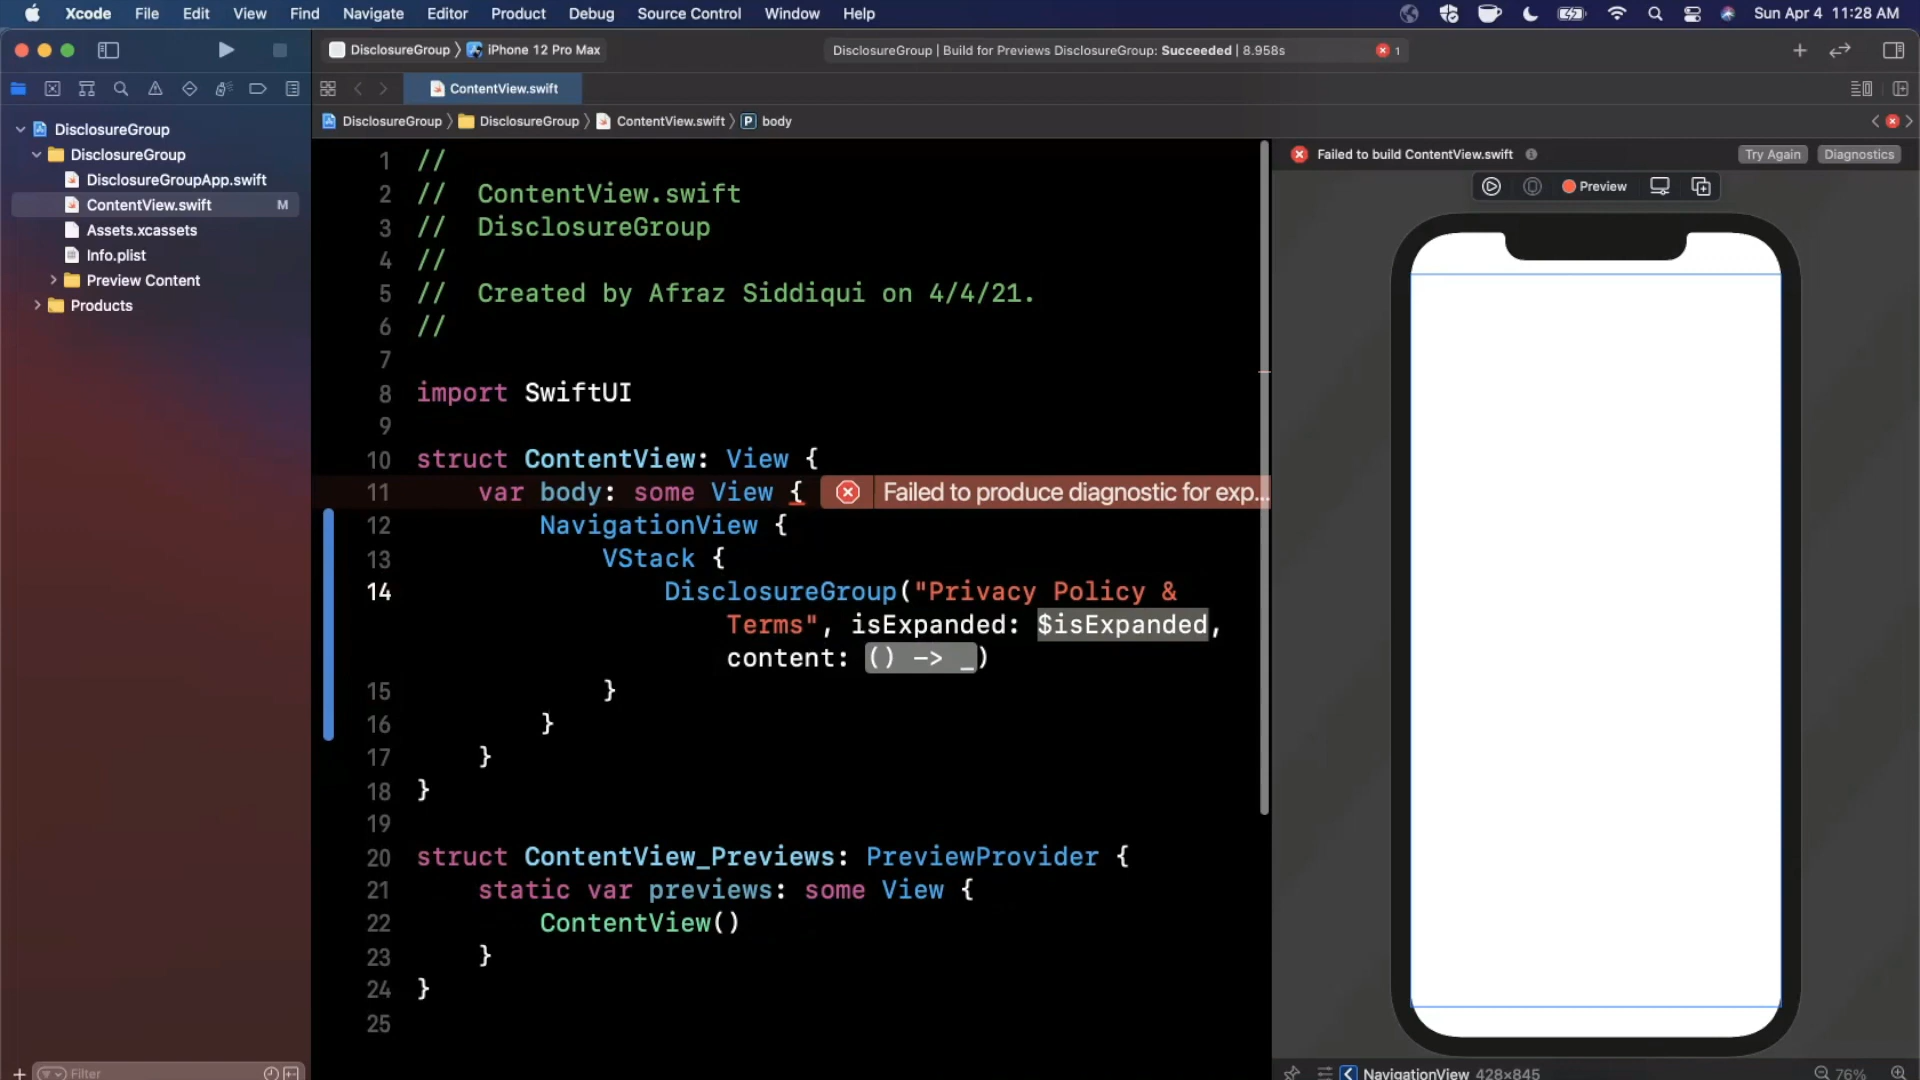 Xcode File Edit View Find Navigate Editor Product Debug Source Control Window Help Sun Apr 4 11:28 AM
DisclosureGroup iPhone 12 Pro Max
DisclosureGroup | Build for Previews DisclosureGroup: Succeeded | 8.958s 1
ContentView.swift
DisclosureGroup DisclosureGroup ContentView.swift P body
DisclosureGroup
DisclosureGroup
DisclosureGroupApp.swift
ContentView.swift M
Assets.xcassets
Info.plist
Preview Content
Products
Filter
1 //
2 // ContentView.swift
3 // DisclosureGroup
4 //
5 // Created by Afraz Siddiqui on 4/4/21.
6 //
7
8 import SwiftUI
9
10 struct ContentView: View {
11 var body: some View { Failed to produce diagnostic for exp...
12 NavigationView {
13 VStack {
14 DisclosureGroup("Privacy Policy &
Terms", isExpanded: $isExpanded,
content: () -> _)
15 }
16 }
17 }
18 }
19
20 struct ContentView_Previews: PreviewProvider {
21 static var previews: some View {
22 ContentView()
23 }
24 }
25
Failed to build ContentView.swift Try Again Diagnostics
Preview
NavigationView 428×845 76%